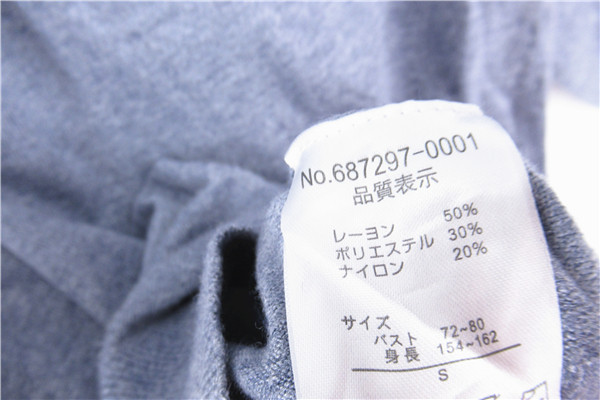 No.687297-0001
品質表示
レーヨン 50%
ポリエステル 30%
ナイロン 20%
サイズ
バスト 72~80
身長 154~162
S